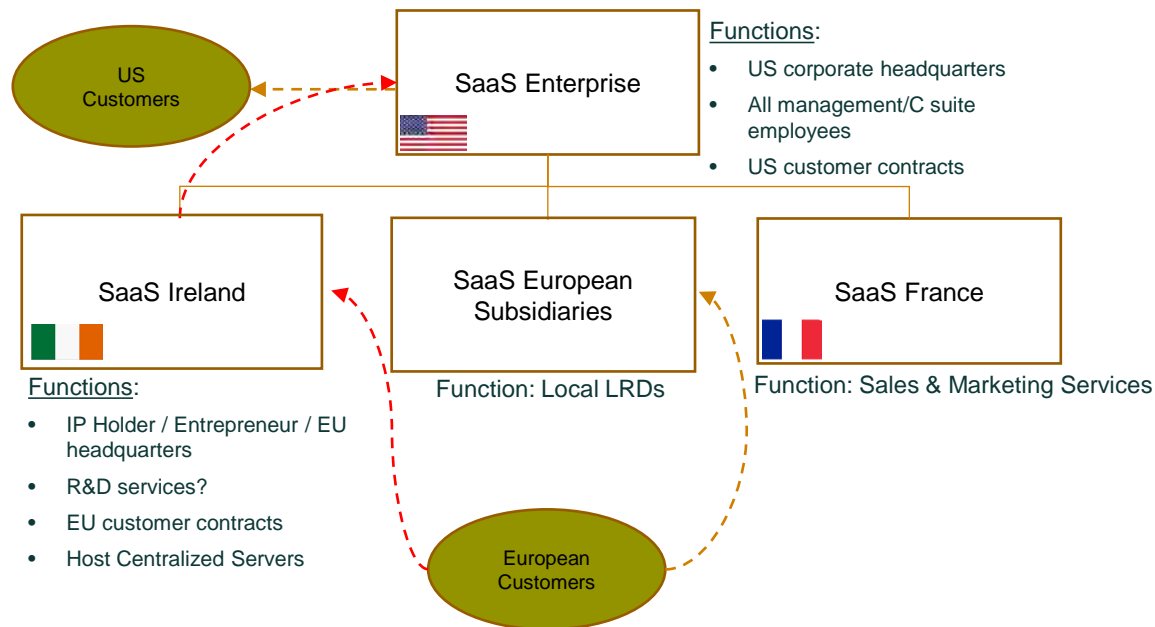 US
Customers
SaaS Enterprise
Functions:
• US corporate headquarters
• All management/C suite
employees
• US customer contracts
SaaS Ireland
SaaS European
Subsidiaries
SaaS France
Functions:
• IP Holder / Entrepreneur / EU
headquarters
• R&D services?
• EU customer contracts
• Host Centralized Servers
Function: Local LRDs
Function: Sales & Marketing Services
European
Customers